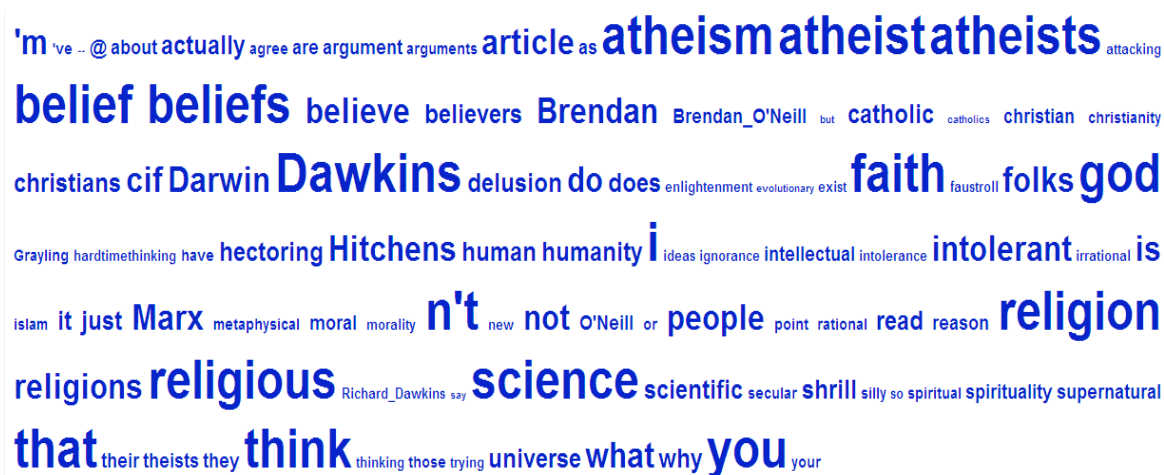 'm 've -- @ about actually agree are argument arguments article as atheism atheist atheists attacking
belief beliefs believe believers Brendan Brendan_O'Neill but catholic catholics christian christianity
christians cif Darwin Dawkins delusion do does enlightenment evolutionary exist faith faustroll folks god
Grayling hardtimethinking have hectoring Hitchens human humanity i ideas ignorance intellectual intolerance intolerant irrational is
islam it just Marx metaphysical moral morality n't new not O'Neill or people point rational read reason religion
religions religious Richard_Dawkins say science scientific secular shrill silly so spiritual spirituality supernatural
that their theists they think thinking those trying universe what why you your